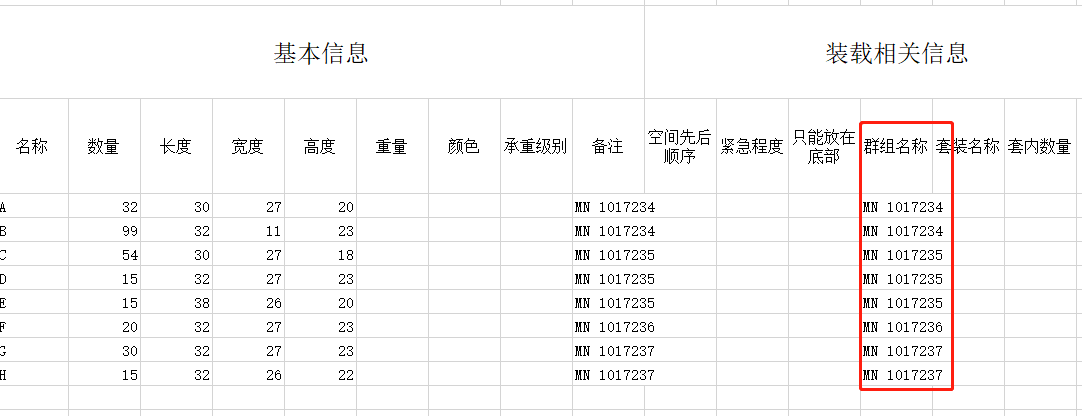 基本信息 装载相关信息
名称 数量 长度 宽度 高度 重量 颜色 承重级别 备注 空间先后顺序 紧急程度 只能放在底部 群组名称 套装名称 套内数量
A 32 30 27 20 MN 1017234 MN 1017234
B 99 32 11 23 MN 1017234 MN 1017234
C 54 30 27 18 MN 1017235 MN 1017235
D 15 32 27 23 MN 1017235 MN 1017235
E 15 38 26 20 MN 1017235 MN 1017235
F 20 32 27 23 MN 1017236 MN 1017236
G 30 32 27 23 MN 1017237 MN 1017237
H 15 32 26 22 MN 1017237 MN 1017237